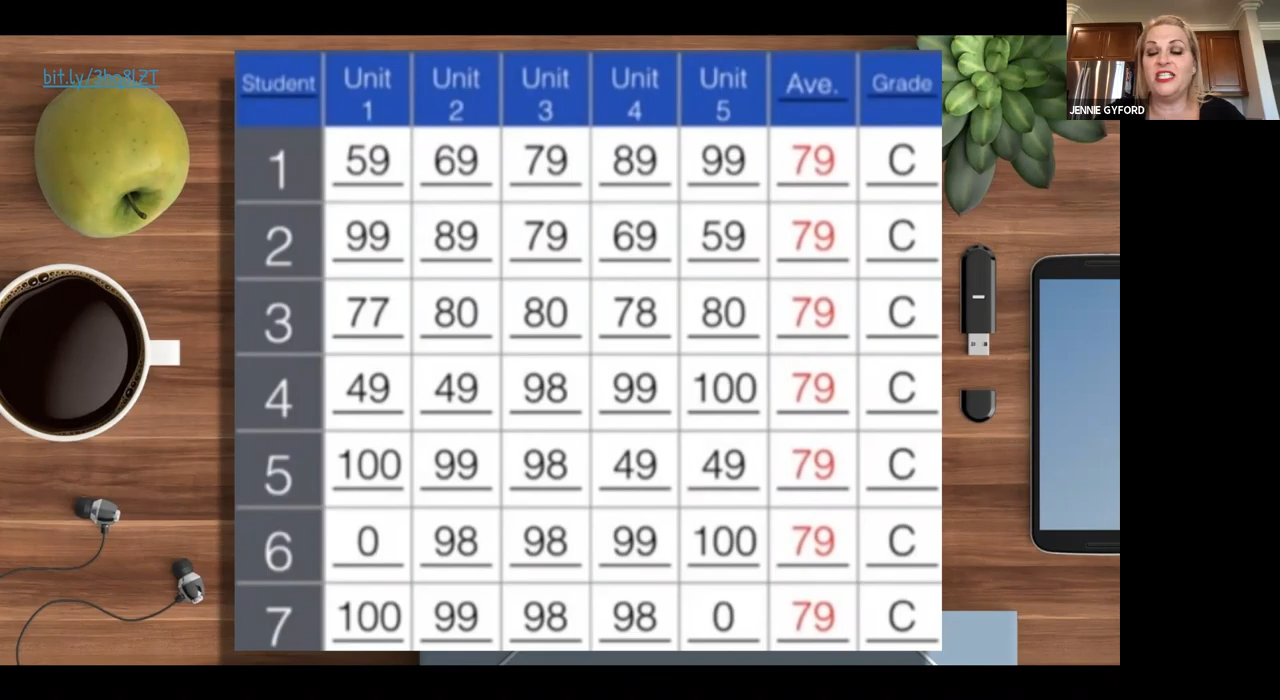 JENNIE GYFORD
Student Unit 1 Unit 2 Unit 3 Unit 4 Unit 5 Ave. Grade
1 59 69 79 89 99 79 C
2 99 89 79 69 59 79 C
3 77 80 80 78 80 79 C
4 49 49 98 99 100 79 C
5 100 99 98 49 49 79 C
6 0 98 98 99 100 79 C
7 100 99 98 98 0 79 C